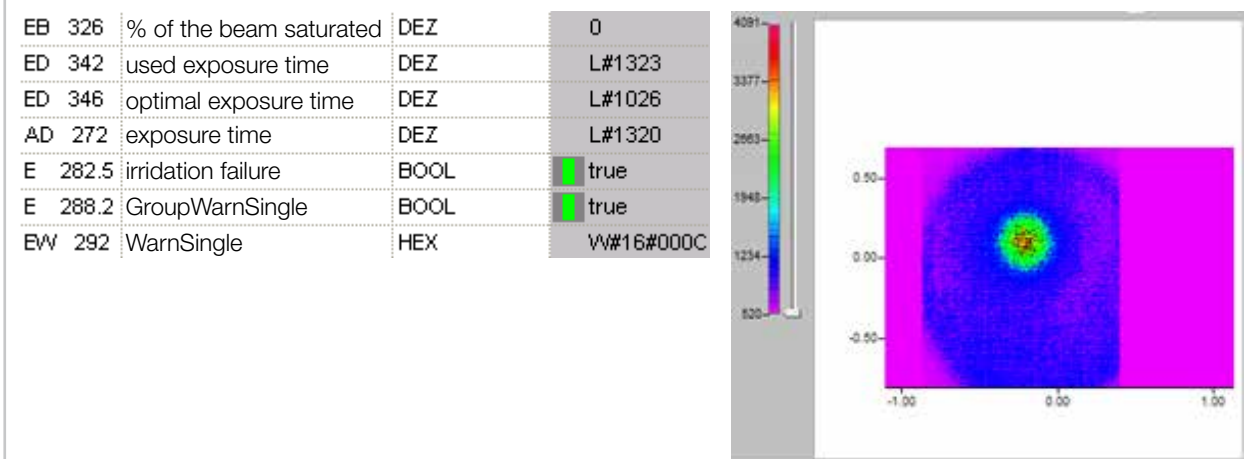 EB 326 % of the beam saturated DEZ 0
ED 342 used exposure time DEZ L#1323
ED 346 optimal exposure time DEZ L#1026
AD 272 exposure time DEZ L#1320
E 282.5 irridation failure BOOL true
E 288.2 GroupWarnSingle BOOL true
EW 292 WarnSingle HEX W#16#000C
4091
3377
2663
1948
1234
520
0.50
0.00
-0.50
-1.00 0.00 1.00